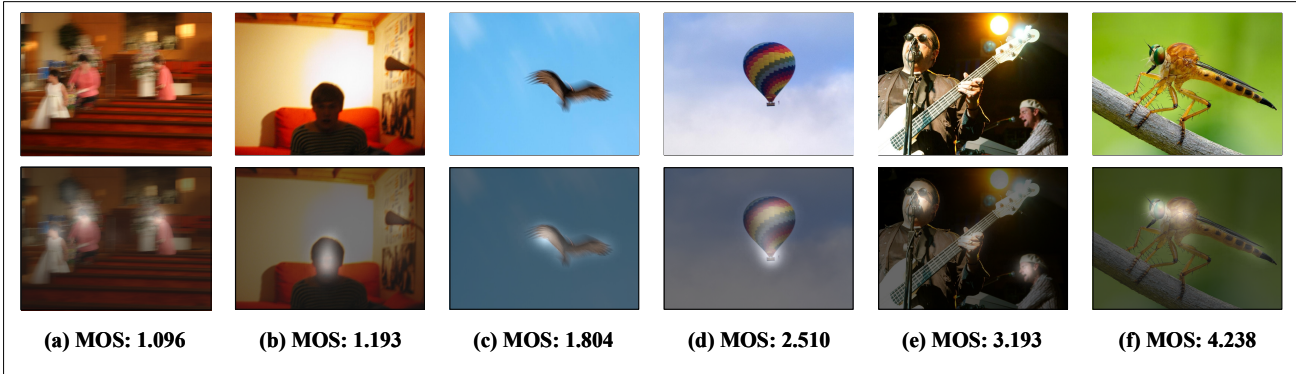 (a) MOS: 1.096
(b) MOS: 1.193
(c) MOS: 1.804
(d) MOS: 2.510
(e) MOS: 3.193
(f) MOS: 4.238